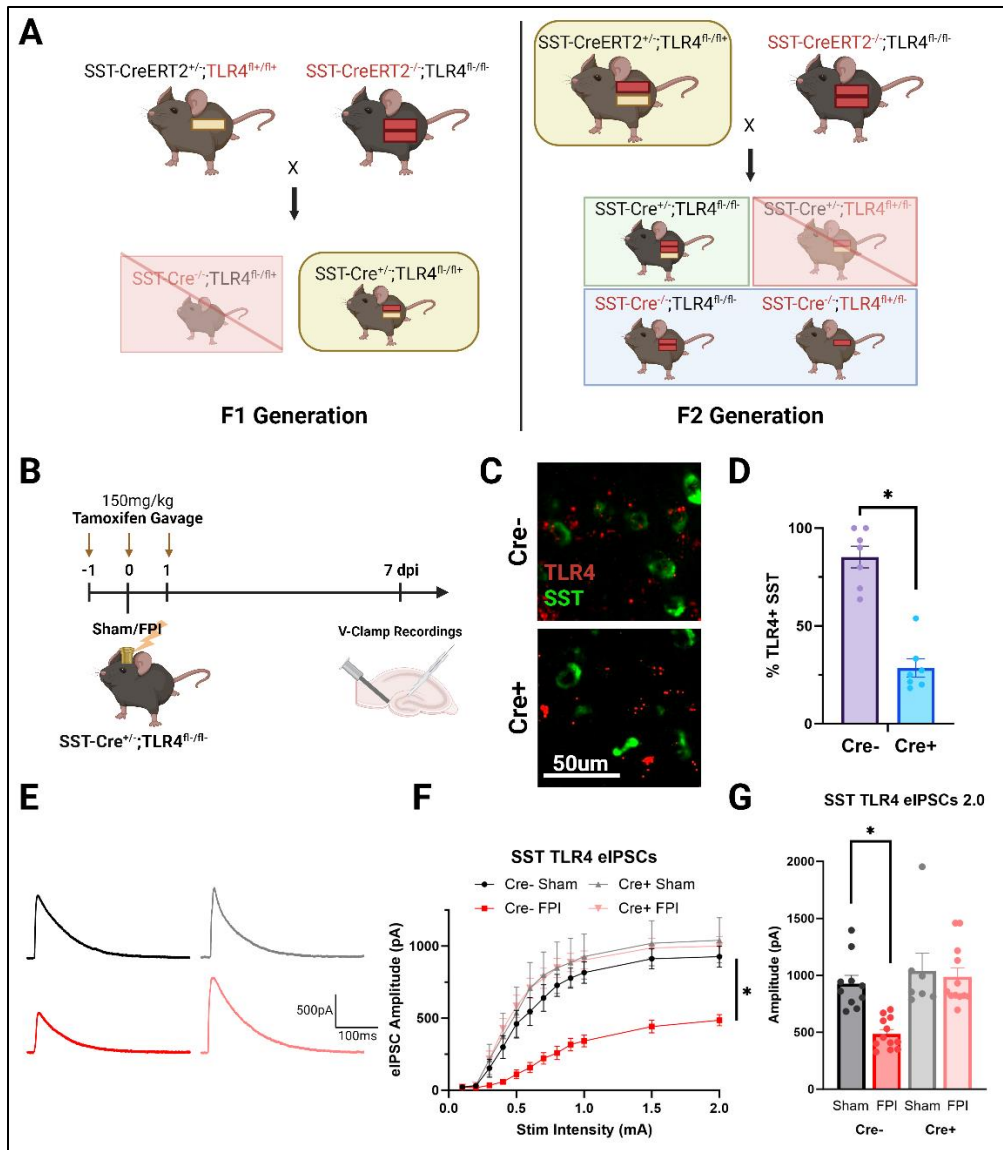 A
SST-CreERT2+/-;TLR4fl+/fl+
SST-CreERT2-/-;TLR4fl-/fl-
X
SST-Cre-/-;TLR4fl-/fl+
SST-Cre+/-;TLR4fl-/fl+
F1 Generation
SST-CreERT2+/-;TLR4fl-/fl+
SST-CreERT2-/-;TLR4fl-/fl-
X
SST-Cre+/-;TLR4fl-/fl-
SST-Cre+/-;TLR4fl+/fl-
SST-Cre-/-;TLR4fl-/fl-
SST-Cre-/-;TLR4fl+/fl-
F2 Generation
B
150mg/kg
Tamoxifen Gavage
-1 0 1 7 dpi
Sham/FPI
V-Clamp Recordings
SST-Cre+/-;TLR4fl-/fl-
C
Cre-
TLR4
SST
Cre+
50um
D
*
% TLR4+ SST
100
50
0
Cre- Cre+
E
500pA
100ms
F
SST TLR4 eIPSCs
Cre- Sham Cre+ Sham
Cre- FPI Cre+ FPI
eIPSC Amplitude (pA)
1000
500
0
*
0.0 0.5 1.0 1.5 2.0
Stim Intensity (mA)
G
SST TLR4 eIPSCs 2.0
*
Amplitude (pA)
2000
1500
1000
500
0
Sham FPI Sham FPI
Cre- Cre+